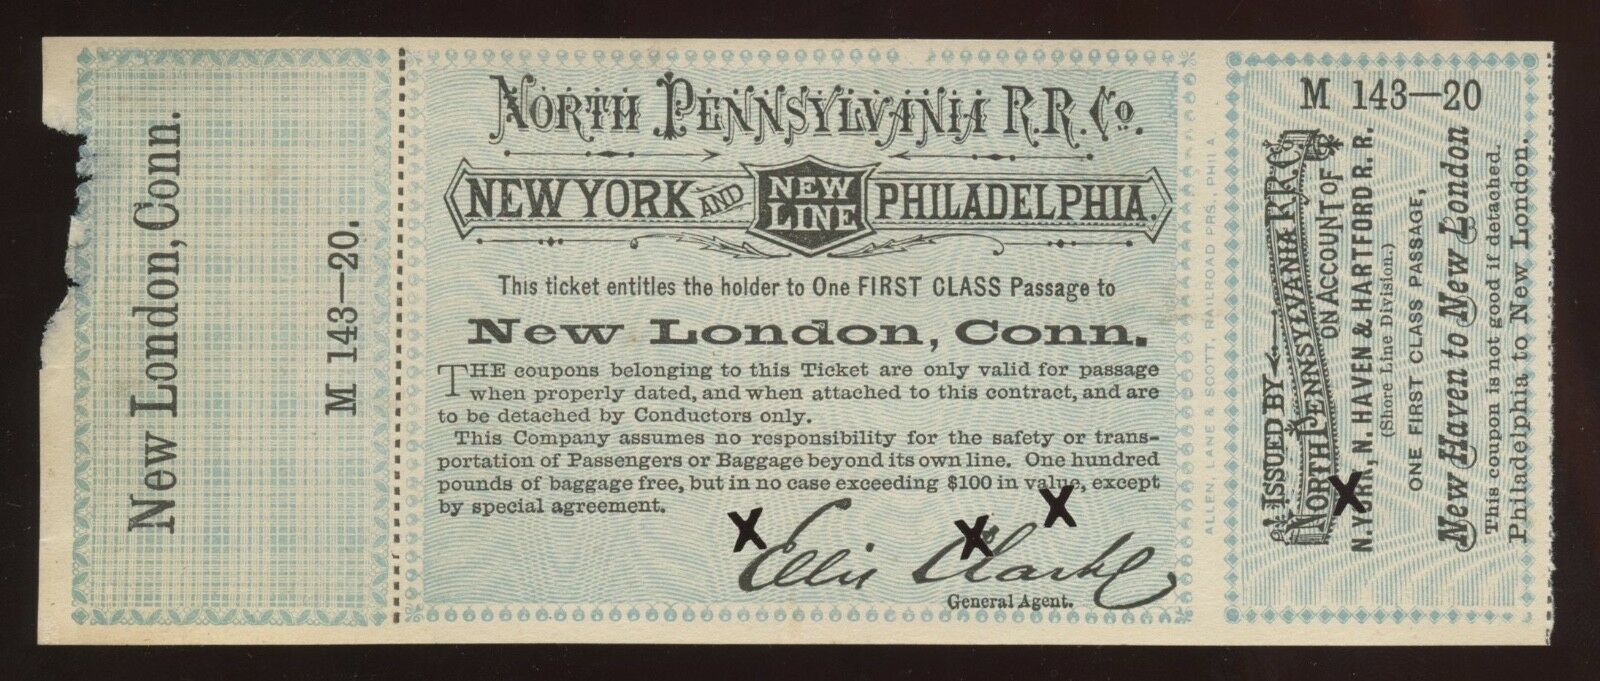 New London, Conn.
M 143—20.
NORTH PENNSYLVANIA R.R. Co.
NEW YORK AND NEW LINE PHILADELPHIA.
This ticket entitles the holder to One FIRST CLASS Passage to
New London, Conn.
THE coupons belonging to this Ticket are only valid for passage
when properly dated, and when attached to this contract, and are
to be detached by Conductors only.
This Company assumes no responsibility for the safety or trans-
portation of Passengers or Baggage beyond its own line. One hundred
pounds of baggage free, but in no case exceeding $100 in value, except
by special agreement.
X X X
Ellis Clark
General Agent.
ALLEN, LANE & SCOTT, RAILROAD PRS., PHILA
M 143—20
ISSUED BY
NORTH PENNSYLVANIA R.R. Co.
ON ACCOUNT OF
N. YORK, N. HAVEN & HARTFORD R. R.
X
(Short Line Division.)
ONE FIRST CLASS PASSAGE,
New Haven to New London
This coupon is not good if detached.
Philadelphia to New London.